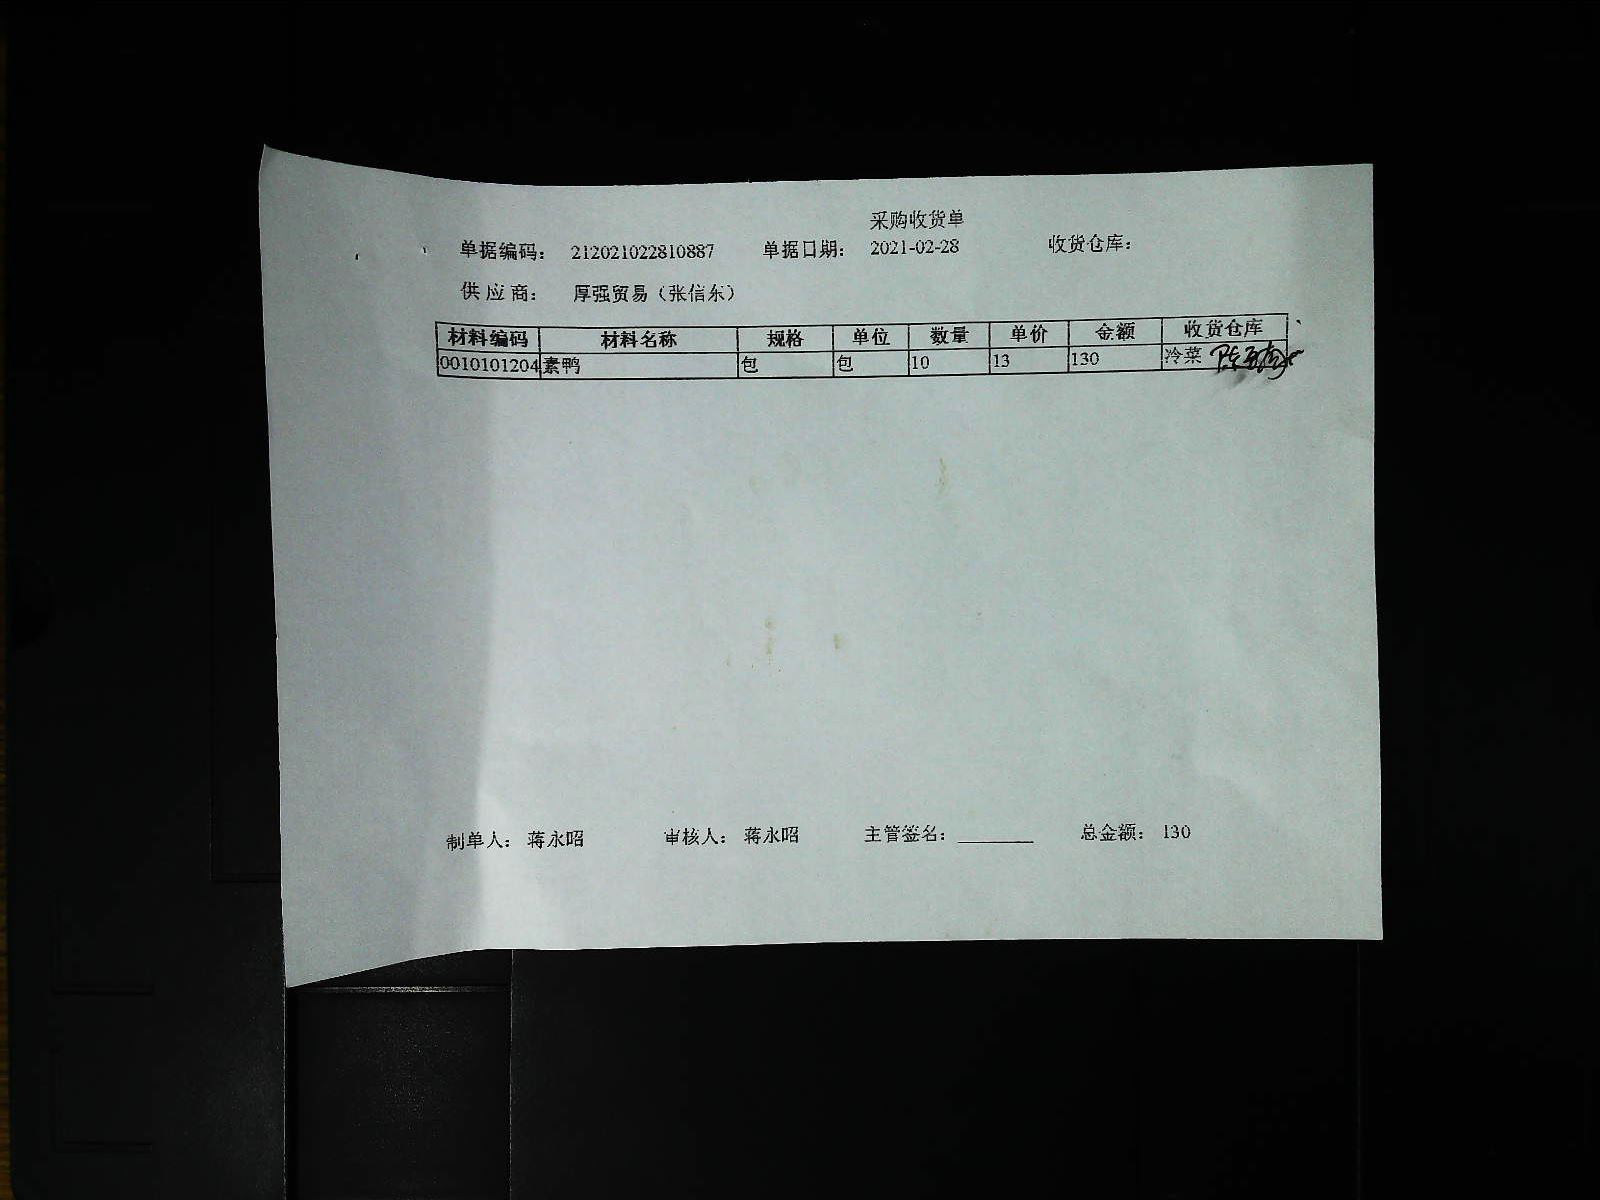 采购收货单
单据编码： 212021022810887 单据日期： 2021-02-28 收货仓库：
供 应 商： 厚强贸易（张信东）
材料编码 材料名称 规格 单位 数量 单价 金额 收货仓库
0010101204 素鸭 包 包 10 13 130 冷菜
制单人： 蒋永昭 审核人： 蒋永昭 主管签名： ________ 总金额： 130